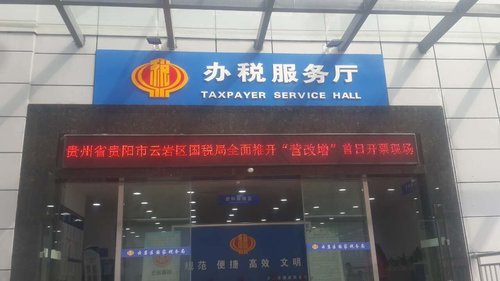 办税服务厅
TAXPAYER SERVICE HALL
贵州省贵阳市云岩区国税局全面推开“营改增”首日开票现场
规范 便捷 高效 文明